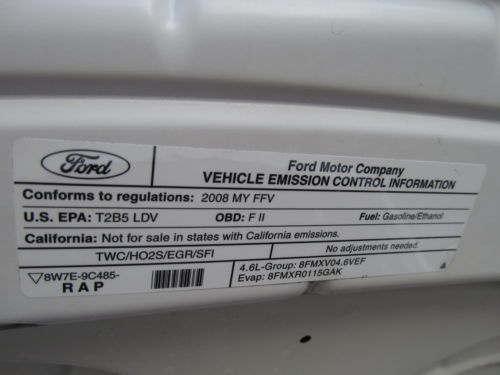 Ford
Ford Motor Company
VEHICLE EMISSION CONTROL INFORMATION
Conforms to regulations: 2008 MY FFV
U.S. EPA: T2B5 LDV OBD: F II Fuel: Gasoline/Ethanol
California: Not for sale in states with California emissions.
TWC/HO2S/EGR/SFI No adjustments needed.
8W7E-9C485-
R A P
4.6L-Group: 8FMXV04.6VEF
Evap: 8FMXR0115GAK